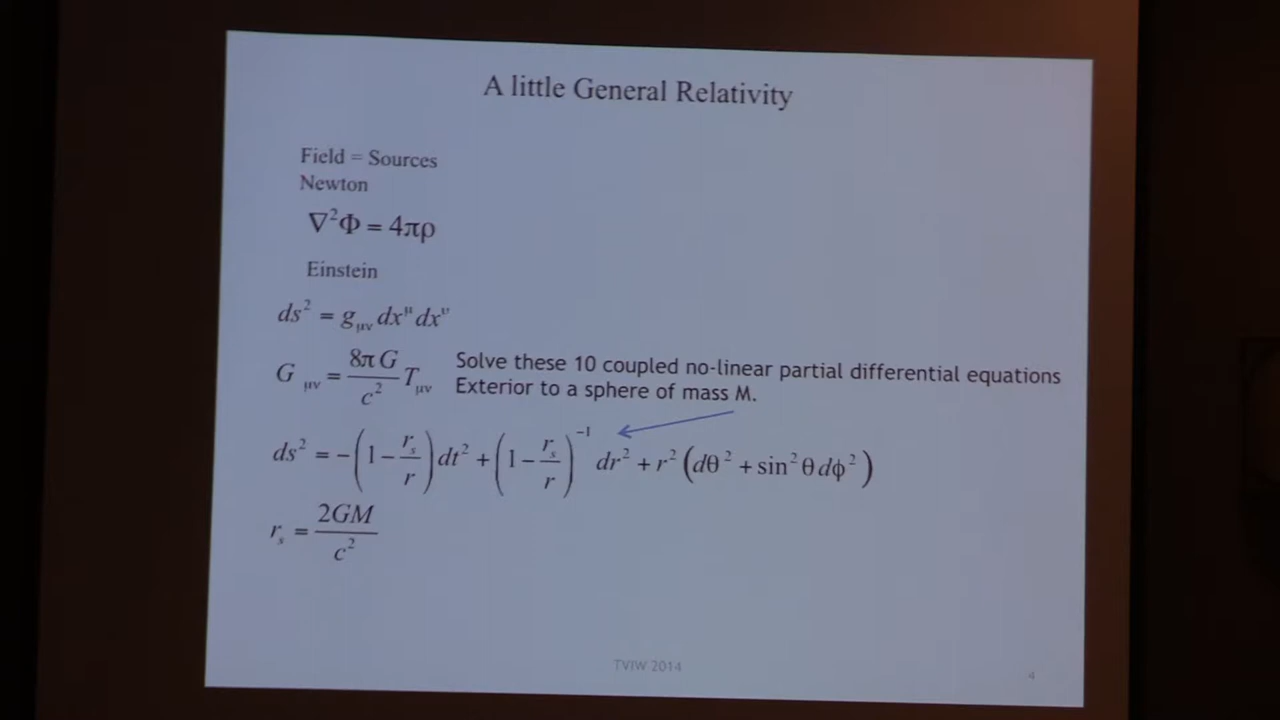 A little General Relativity
Field = Sources
Newton
∇²Φ = 4πρ
Einstein
ds² = g_μν dx^μ dx^ν
G_μν = 8πG/c² T_μν
Solve these 10 coupled no-linear partial differential equations
Exterior to a sphere of mass M.
ds² = −(1 − r_s/r)dt² + (1 − r_s/r)⁻¹ dr² + r²(dθ² + sin²θdϕ²)
r_s = 2GM/c²
TVIW 2014
4